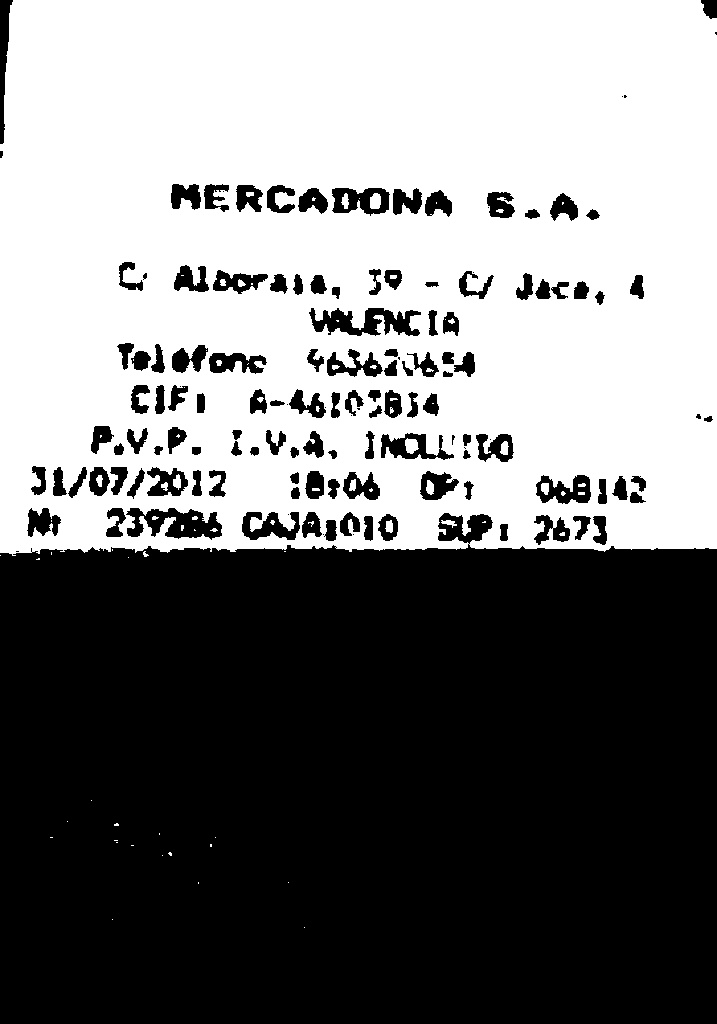 MERCADONA S.A.
C/ Alboraia, 39 - C/ Jaca, 4
VALENCIA
Teléfono 963620654
CIF: A-46103834
P.V.P. I.V.A. INCLUIDO
31/07/2012 18:06 OP: 068142
N: 239286 CAJA:010 SUP: 2673